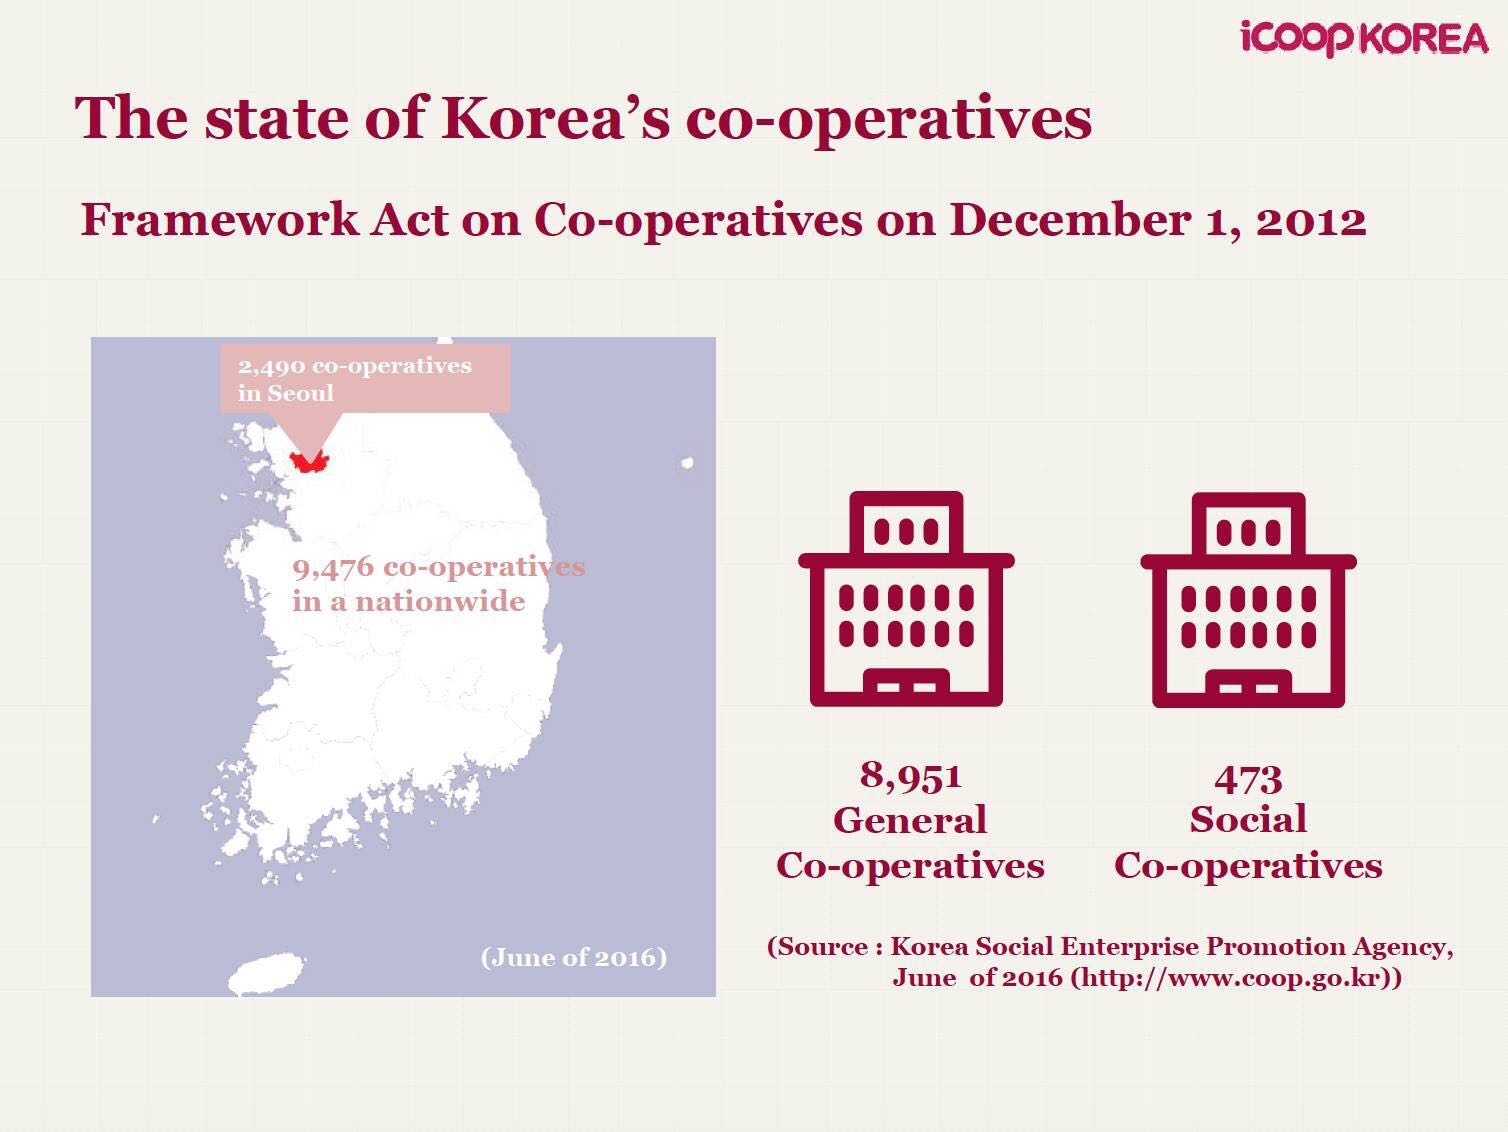 iCOOP KOREA
The state of Korea's co-operatives
Framework Act on Co-operatives on December 1, 2012
2,490 co-operatives
in Seoul
9,476 co-operatives
in a nationwide
(June of 2016)
8,951
General
Co-operatives
473
Social
Co-operatives
(Source : Korea Social Enterprise Promotion Agency,
June of 2016 (http://www.coop.go.kr))